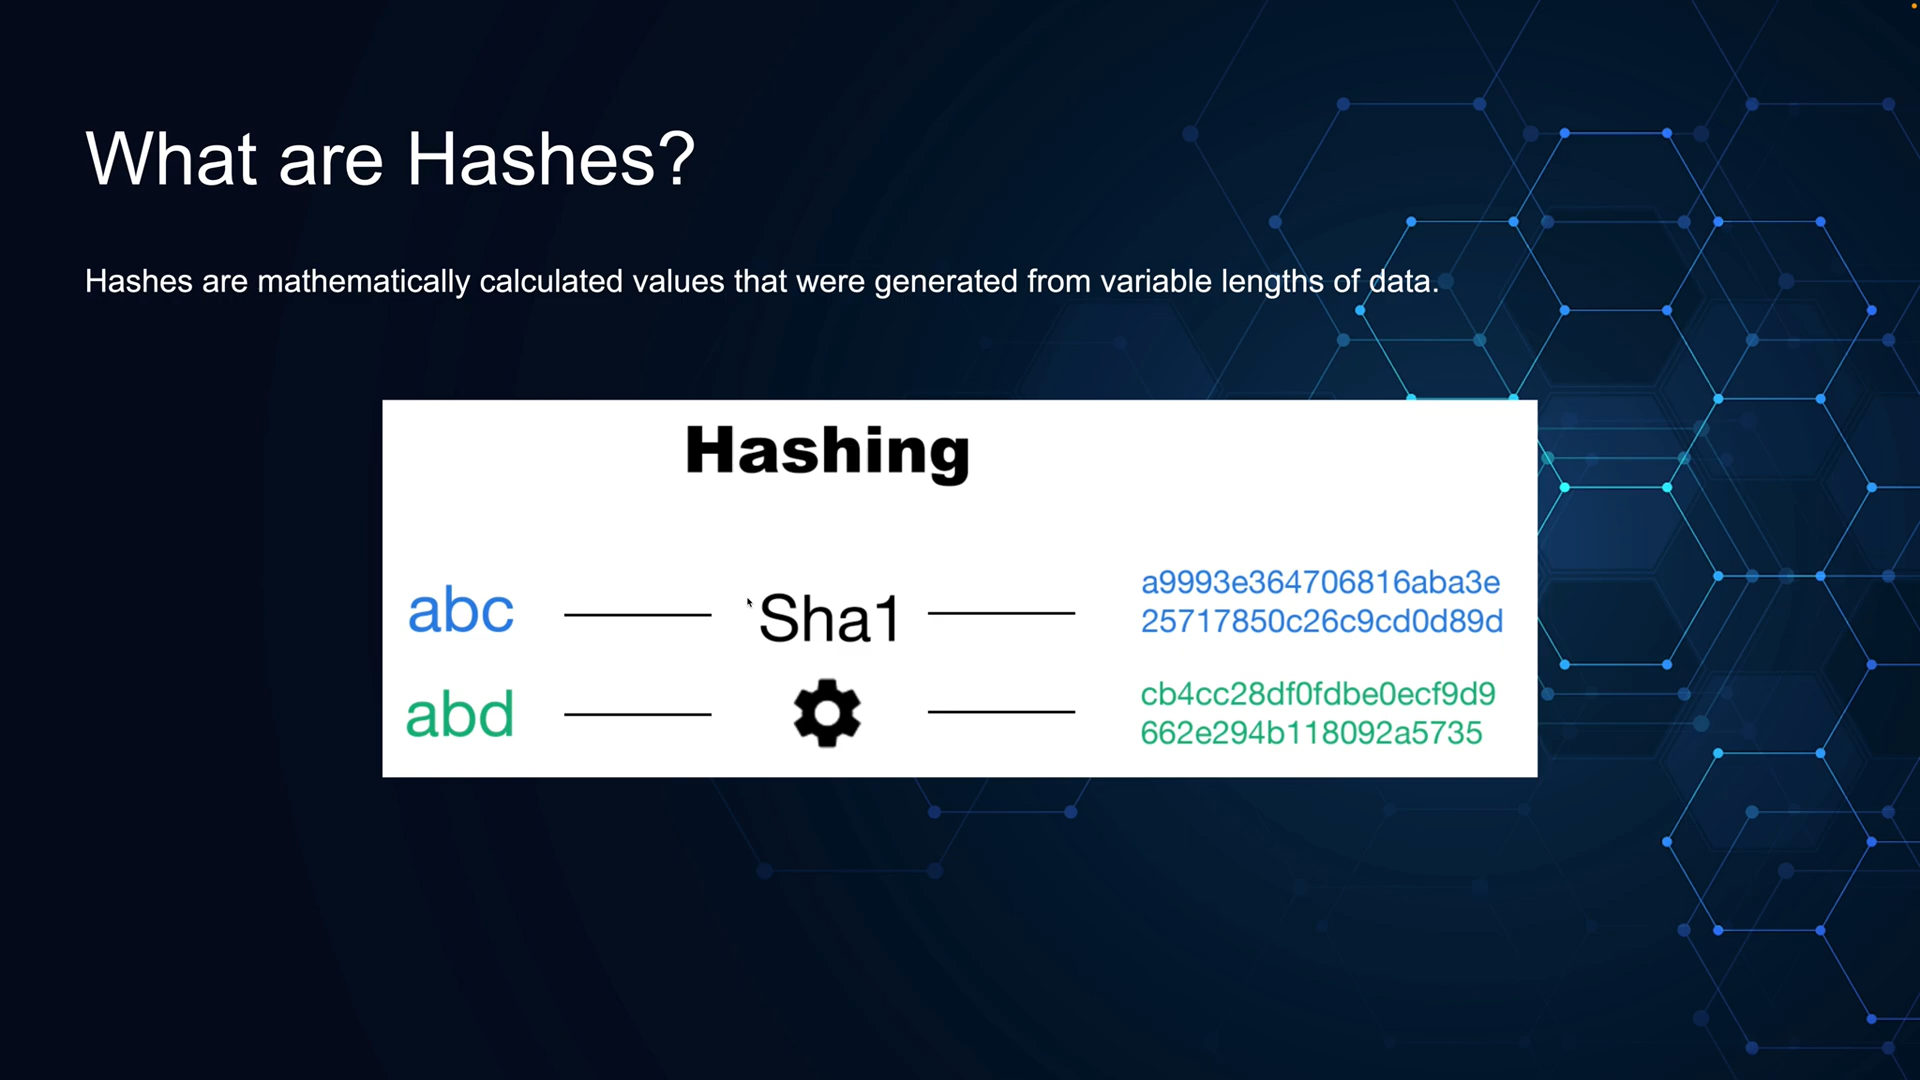 What are Hashes?
Hashes are mathematically calculated values that were generated from variable lengths of data.
Hashing
abc
Sha1
a9993e364706816aba3e
25717850c26c9cd0d89d
abd
cb4cc28df0fdbe0ecf9d9
662e294b118092a5735